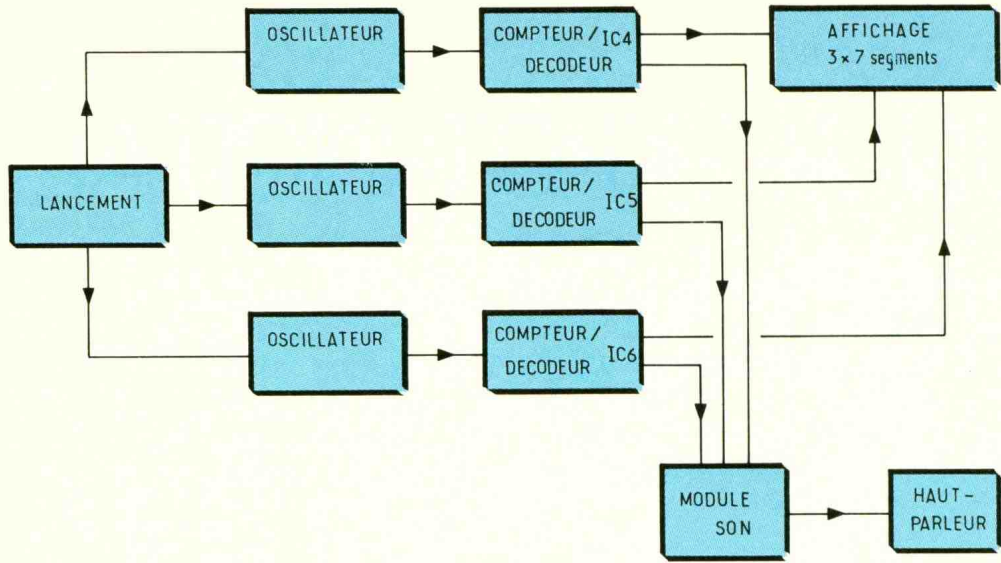 OSCILLATEUR
COMPTEUR/ IC4
DECODEUR
AFFICHAGE
3 × 7 segments
LANCEMENT
OSCILLATEUR
COMPTEUR/ IC5
DECODEUR
OSCILLATEUR
COMPTEUR/ IC6
DECODEUR
MODULE
SON
HAUT-
PARLEUR